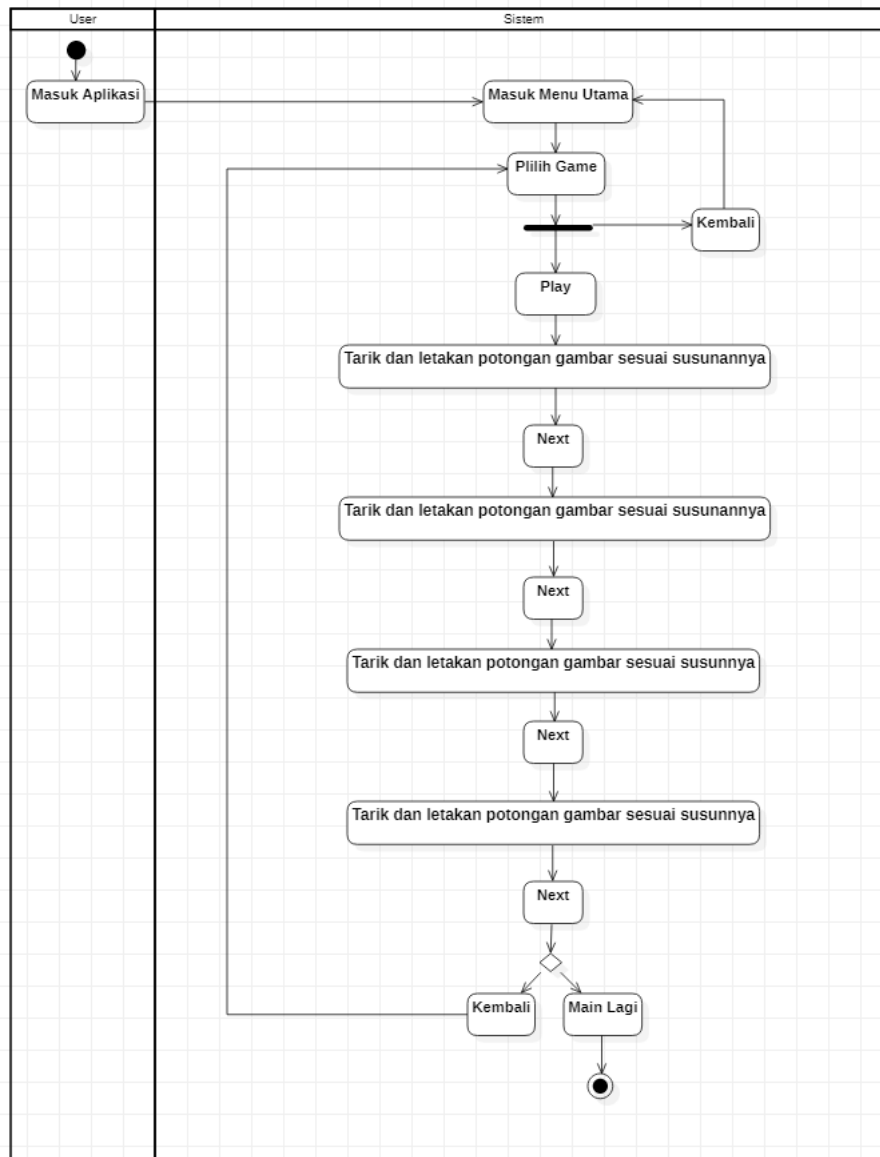 User
Sistem
Masuk Aplikasi
Masuk Menu Utama
Plilih Game
Kembali
Play
Tarik dan letakan potongan gambar sesuai susunannya
Next
Tarik dan letakan potongan gambar sesuai susunannya
Next
Tarik dan letakan potongan gambar sesuai susunnya
Next
Tarik dan letakan potongan gambar sesuai susunnya
Next
Kembali
Main Lagi